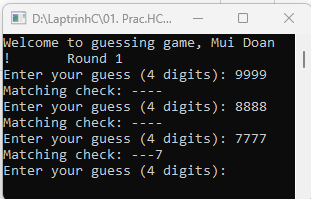 D:\LaptrinhC\01. Prac.HC...
Welcome to guessing game, Mui Doan
!       Round 1
Enter your guess (4 digits): 9999
Matching check: ----
Enter your guess (4 digits): 8888
Matching check: ----
Enter your guess (4 digits): 7777
Matching check: ---7
Enter your guess (4 digits):